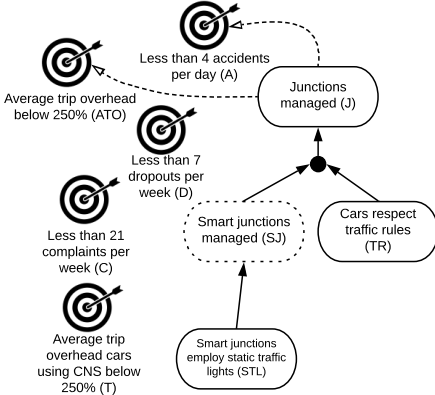 Less than 4 accidents
per day (A)
Average trip overhead
below 250% (ATO)
Junctions
managed (J)
Less than 7
dropouts per
week (D)
Less than 21
complaints per
week (C)
Smart junctions
managed (SJ)
Cars respect
traffic rules
(TR)
Average trip
overhead cars
using CNS below
250% (T)
Smart junctions
employ static traffic
lights (STL)